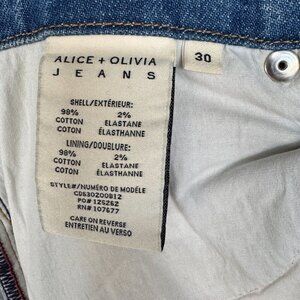 ALICE + OLIVIA
JEANS
30
SHELL/EXTÉRIEUR:
98% 2%
COTTON ELASTANE
COTON ÉLASTHANNE
LINING/DOUBLURE:
98% 2%
COTTON ELASTANE
COTON ÉLASTHANNE
STYLE#/NUMÉRO DE MODÈLE
CD530200812
PO# 125262
RN# 107677
CARE ON REVERSE
ENTRETIEN AU VERSO